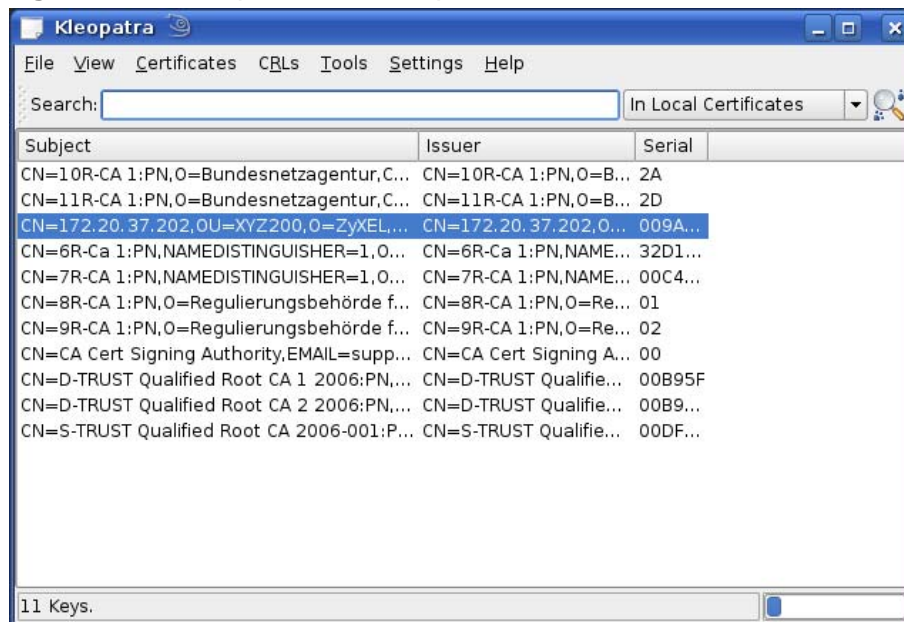 Kleopatra
File View Certificates CRLs Tools Settings Help
Search: In Local Certificates
Subject Issuer Serial
CN=10R-CA 1:PN,O=Bundesnetzagentur,C... CN=10R-CA 1:PN,O=B... 2A
CN=11R-CA 1:PN,O=Bundesnetzagentur,C... CN=11R-CA 1:PN,O=B... 2D
CN=172.20.37.202,OU=XYZ200,O=ZyXEL,... CN=172.20.37.202,O... 009A...
CN=6R-Ca 1:PN,NAMEDISTINGUISHER=1,O... CN=6R-Ca 1:PN,NAME... 32D1...
CN=7R-CA 1:PN,NAMEDISTINGUISHER=1,O... CN=7R-CA 1:PN,NAME... 00C4...
CN=8R-CA 1:PN,O=Regulierungsbehörde f... CN=8R-CA 1:PN,O=Re... 01
CN=9R-CA 1:PN,O=Regulierungsbehörde f... CN=9R-CA 1:PN,O=Re... 02
CN=CA Cert Signing Authority,EMAIL=supp... CN=CA Cert Signing A... 00
CN=D-TRUST Qualified Root CA 1 2006:PN,... CN=D-TRUST Qualifie... 00B95F
CN=D-TRUST Qualified Root CA 2 2006:PN,... CN=D-TRUST Qualifie... 00B9...
CN=S-TRUST Qualified Root CA 2006-001:P... CN=S-TRUST Qualifie... 00DF...
11 Keys.